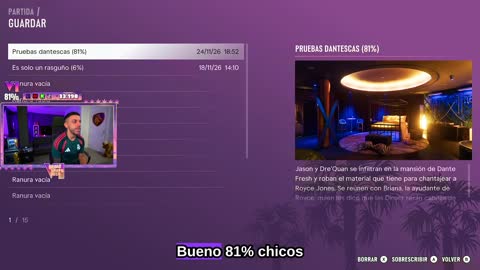 PARTIDA /
GUARDAR
Pruebas dantescas (81%) 24/11/26 18:52
Es solo un rasguño (6%) 18/11/26 14:10
Ranura vacía
81%
Ranura vacía
Ranura vacía
1 / 16
PRUEBAS DANTESCAS (81%)
Jason y Dre'Quan se infiltran en la mansión de Dante
Fresh y roban el material que tiene para chantajear a
Royce Jones. Se reúnen con Briana, la ayudante de
BORRAR SOBRESCRIBIR VOLVER
Bueno 81% chicos